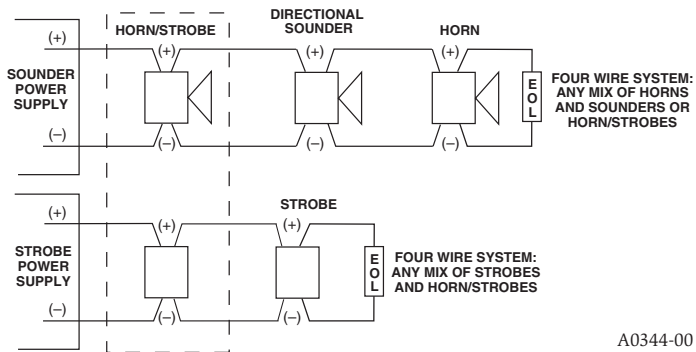 DIRECTIONAL
SOUNDER
HORN/STROBE
HORN
(+)
(+)
(+)
(+)
SOUNDER
POWER
SUPPLY
E
O
L
FOUR WIRE SYSTEM:
ANY MIX OF HORNS
AND SOUNDERS OR
HORN/STROBES
(–)
(–)
(–)
(–)
STROBE
(+)
(+)
(+)
STROBE
POWER
SUPPLY
E
O
L
FOUR WIRE SYSTEM:
ANY MIX OF STROBES
AND HORN/STROBES
(–)
(–)
(–)
A0344-00